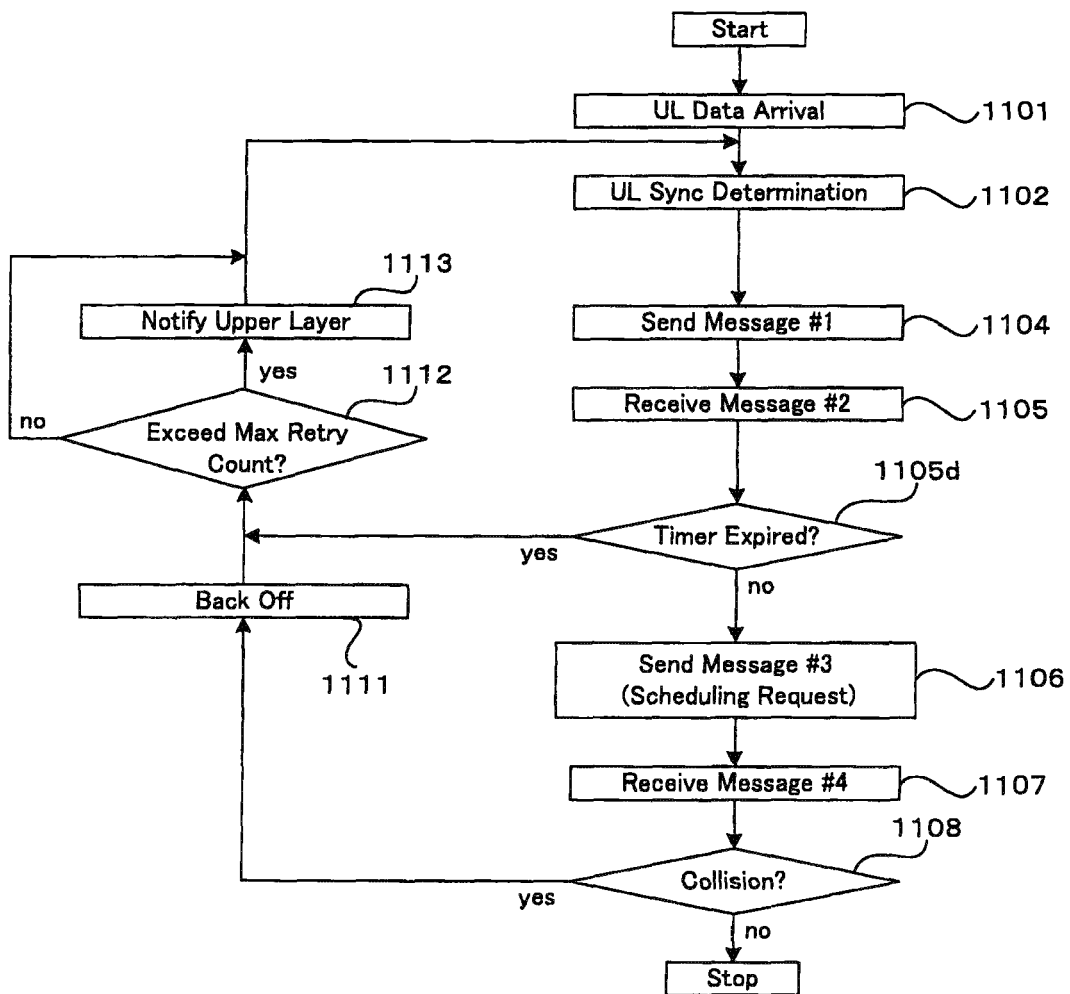 Start
UL Data Arrival
1101
UL Sync Determination
1102
1113
Notify Upper Layer
Send Message #1
1104
yes
1112
Receive Message #2
1105
no
Exceed Max Retry
Count?
1105d
Timer Expired?
yes
no
Back Off
1111
Send Message #3
(Scheduling Request)
1106
Receive Message #4
1107
1108
Collision?
yes
no
Stop